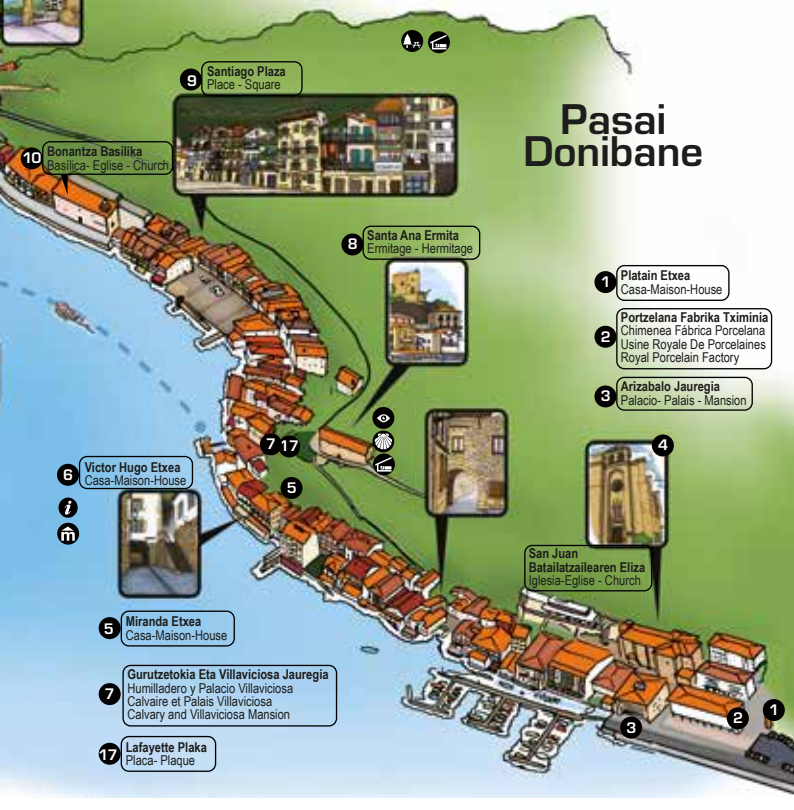 9
Santiago Plaza
Place - Square
Pasai
Donibane
10
Bonantza Basilika
Basilica- Eglise - Church
8
Santa Ana Ermita
Ermitage - Hermitage
1
Platain Etxea
Casa-Maison-House
2
Portzelana Fabrika Tximinia
Chimenea Fábrica Porcelana
Usine Royale De Porcelaines
Royal Porcelain Factory
3
Arizabalo Jauregia
Palacio- Palais - Mansion
7 17
4
6
Victor Hugo Etxea
Casa-Maison-House
i
m
5
San Juan
Batailatzailearen Eliza
Iglesia-Eglise - Church
5
Miranda Etxea
Casa-Maison-House
7
Gurutzetokia Eta Villaviciosa Jauregia
Humilladero y Palacio Villaviciosa
Calvaire et Palais Villaviciosa
Calvary and Villaviciosa Mansion
17
Lafayette Plaka
Placa- Plaque
3
2
1